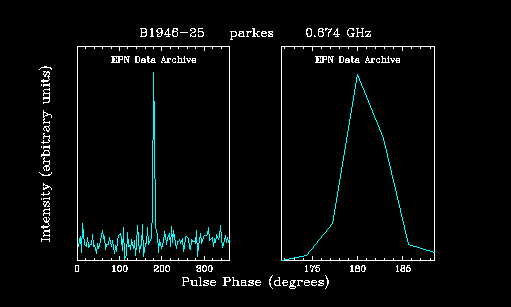 B1946-25 parkes 0.674 GHz
EPN Data Archive EPN Data Archive
Intensity (arbitrary units)
0 100 200 300 175 180 185
Pulse Phase (degrees)